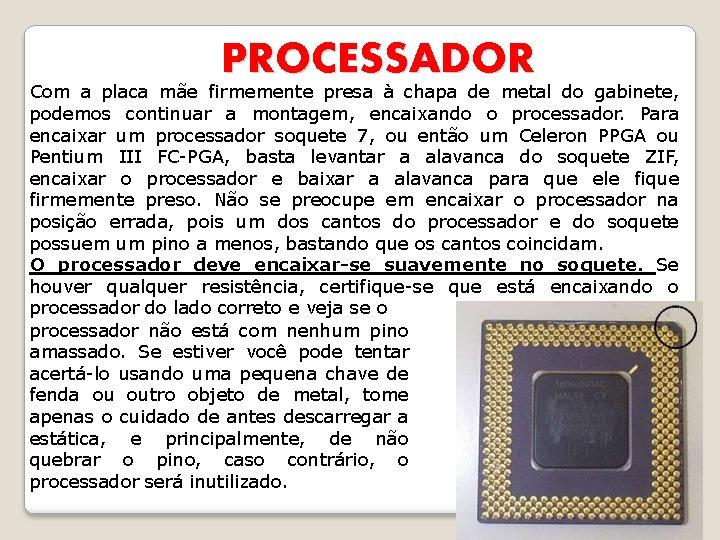 PROCESSADOR
Com a placa mãe firmemente presa à chapa de metal do gabinete,
podemos continuar a montagem, encaixando o processador. Para
encaixar um processador soquete 7, ou então um Celeron PPGA ou
Pentium III FC-PGA, basta levantar a alavanca do soquete ZIF,
encaixar o processador e baixar a alavanca para que ele fique
firmemente preso. Não se preocupe em encaixar o processador na
posição errada, pois um dos cantos do processador e do soquete
possuem um pino a menos, bastando que os cantos coincidam.
O processador deve encaixar-se suavemente no soquete. Se
houver qualquer resistência, certifique-se que está encaixando o
processador do lado correto e veja se o
processador não está com nenhum pino
amassado. Se estiver você pode tentar
acertá-lo usando uma pequena chave de
fenda ou outro objeto de metal, tome
apenas o cuidado de antes descarregar a
estática, e principalmente, de não
quebrar o pino, caso contrário, o
processador será inutilizado.
MALAY